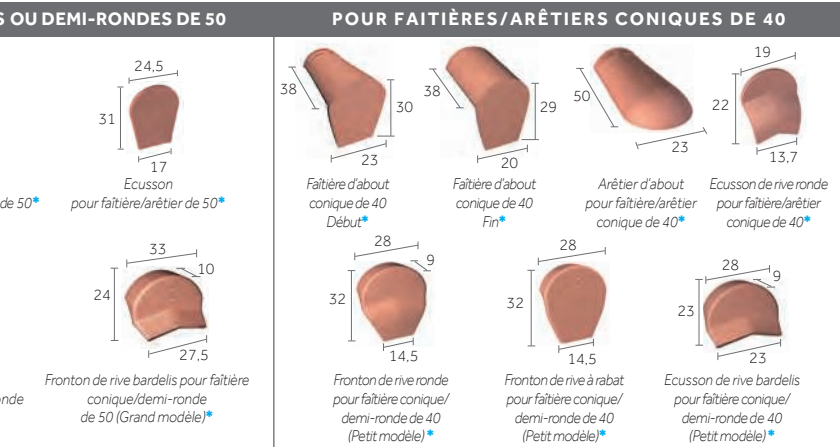 S OU DEMI-RONDES DE 50
POUR FAITIÈRES/ARÊTIERS CONIQUES DE 40
24,5
31
17
Ecusson
pour faîtière/arêtier de 50*
de 50*
33
10
24
27,5
Fronton de rive bardelis pour faîtière
conique/demi-ronde
de 50 (Grand modèle)*
onde
38
30
23
Faîtière d'about
conique de 40
Début*
38
29
20
Faîtière d'about
conique de 40
Fin*
50
23
Arêtier d'about
pour faîtière/arêtier
conique de 40*
19
22
13,7
Ecusson de rive ronde
pour faîtière/arêtier
conique de 40*
28
9
32
14,5
Fronton de rive ronde
pour faîtière conique/
demi-ronde de 40
(Petit modèle) *
28
32
14,5
Fronton de rive à rabat
pour faîtière conique/
demi-ronde de 40
(Petit modèle)*
28
9
23
23
Ecusson de rive bardelis
pour faîtière conique/
demi-ronde de 40
(Petit modèle) *